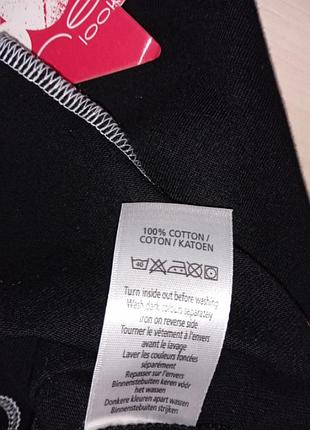 look
100% COTTON /
COTON / KATOEN
40
Turn inside out before washing
Wash dark colours separately
Iron on reverse side
Tourner le vêtement à l'envers
avant le lavage
Laver les couleurs foncées
séparément
Repasser sur l'envers
Binnenstebuiten keren vóór
het wassen
Donkere kleuren apart wassen
Binnenstebuiten strijken